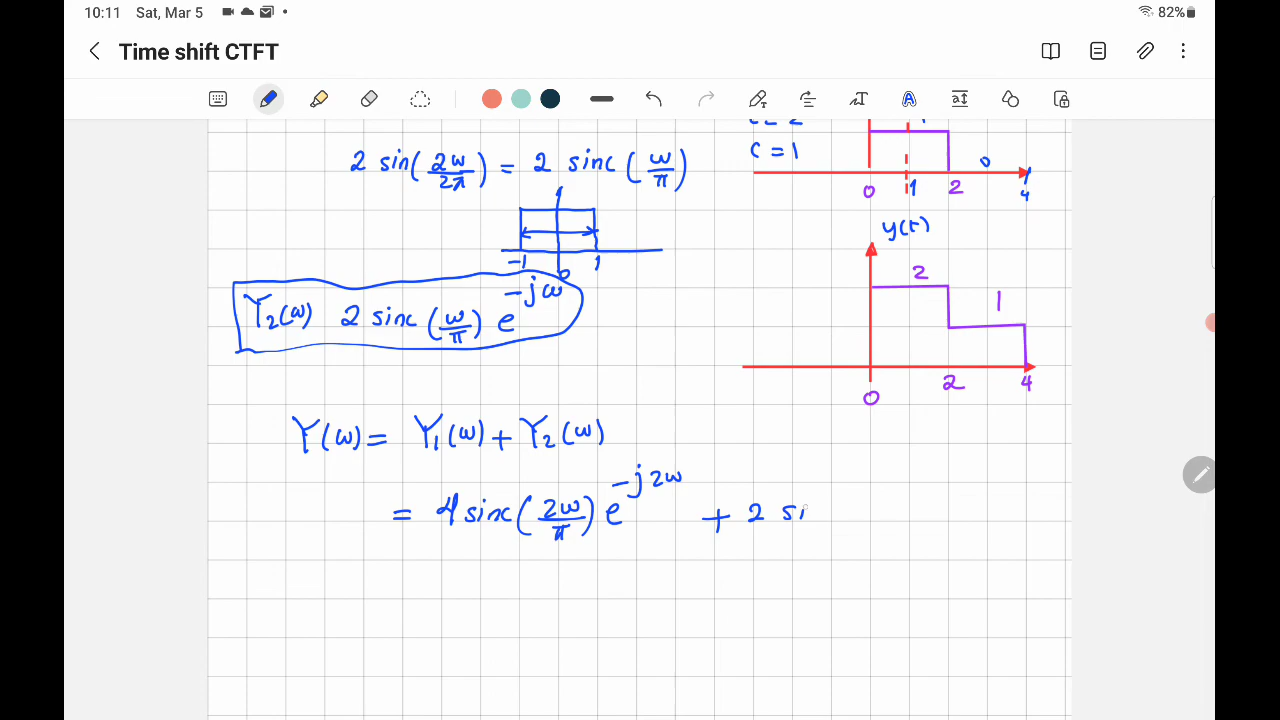 10:11 Sat, Mar 5 82%
Time shift CTFT
C = 1
0 1 2 0 4
2 sin(2ω/2π) = 2 sinc (ω/π)
1
-1 0 1
y(t)
2
1
0 2 4
Y₂(ω) 2 sinc (ω/π) e^-jω
Y(ω) = Y₁(ω) + Y₂(ω)
= 4 sinc(2ω/π) e^-j2ω + 2 si